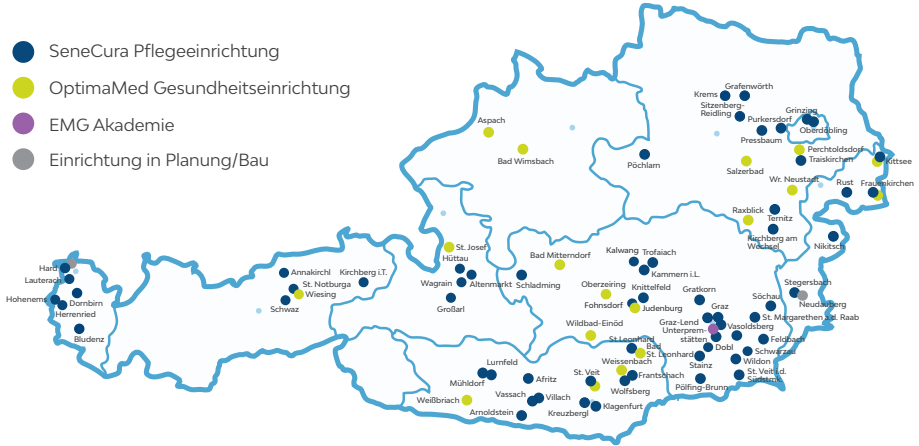 SeneCura Pflegeeinrichtung
OptimaMed Gesundheitseinrichtung
EMG Akademie
Einrichtung in Planung/Bau
Krems
Grafenwörth
Sitzenberg-
Reidling
Purkersdorf
Grinzing
Oberdöbling
Pressbaum
Aspach
Bad Wimsbach
Pöchlarn
Perchtoldsdorf
Traiskirchen
Kittsee
Salzerbad
Wr. Neustadt
Rust
Frauenkirchen
Raxblick
Ternitz
Kirchberg am
Wechsel
Nikitsch
St. Josef
Hüttau
Wagrain
Altenmarkt
Großarl
Bad Mitterndorf
Schladming
Kalwang
Trofaiach
Kammern i.L.
Hard
Lauterach
Hohenems
Dornbirn
Herrenried
Bludenz
Annakirchl
Kirchberg i.T.
St. Notburga
Wiesing
Schwaz
Oberzeiring
Knittelfeld
Fohnsdorf
Judenburg
Wildbad-Einöd
Gratkorn
Graz
Graz-Lend
Unterprem-
stätten
Vasoldsberg
Söchau
Stegersbach
Neudauberg
St. Margarethen a.d. Raab
Feldbach
Dobl
Schwarzau
Stainz
Wildon
St. Veit i.d.
Südstmk.
Pölfing-Brunn
St. Leonhard
Bad
St. Leonhard
Weissenbach
Frantschach
Wolfsberg
St. Veit
Lurnfeld
Mühldorf
Afritz
Weißbriach
Vassach
Villach
Arnoldstein
Kreuzbergl
Klagenfurt